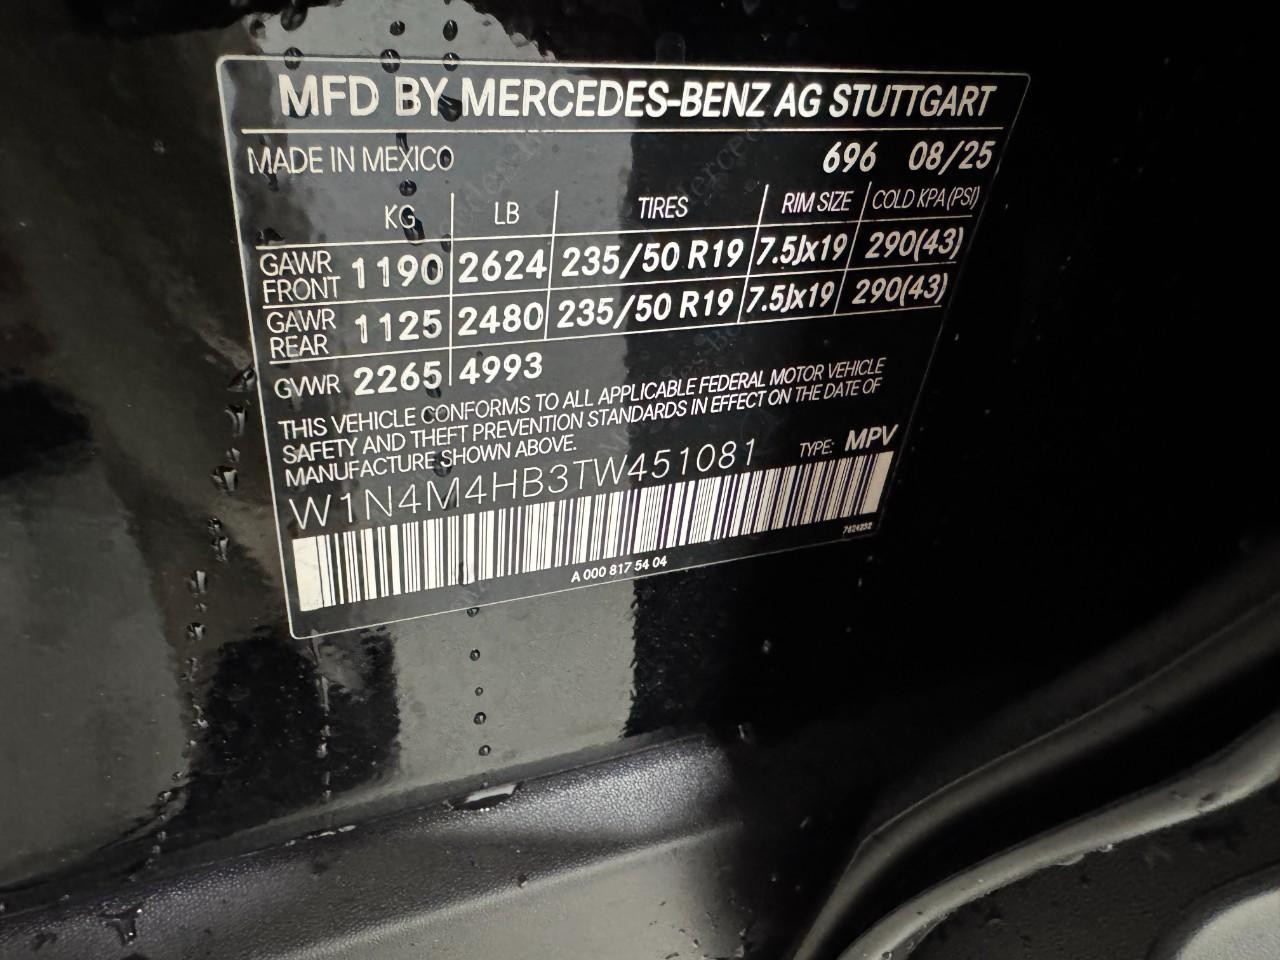 MFD BY MERCEDES-BENZ AG STUTTGART
MADE IN MEXICO 696 08/25
KG LB TIRES RIM SIZE COLD KPA (PSI)
GAWR FRONT 1190 2624 235/50 R19 7.5Jx19 290(43)
GAWR REAR 1125 2480 235/50 R19 7.5Jx19 290(43)
GVWR 2265 4993
THIS VEHICLE CONFORMS TO ALL APPLICABLE FEDERAL MOTOR VEHICLE
SAFETY AND THEFT PREVENTION STANDARDS IN EFFECT ON THE DATE OF
MANUFACTURE SHOWN ABOVE.
W1N4M4HB3TW451081 TYPE: MPV
7624232
A 000 817 54 04